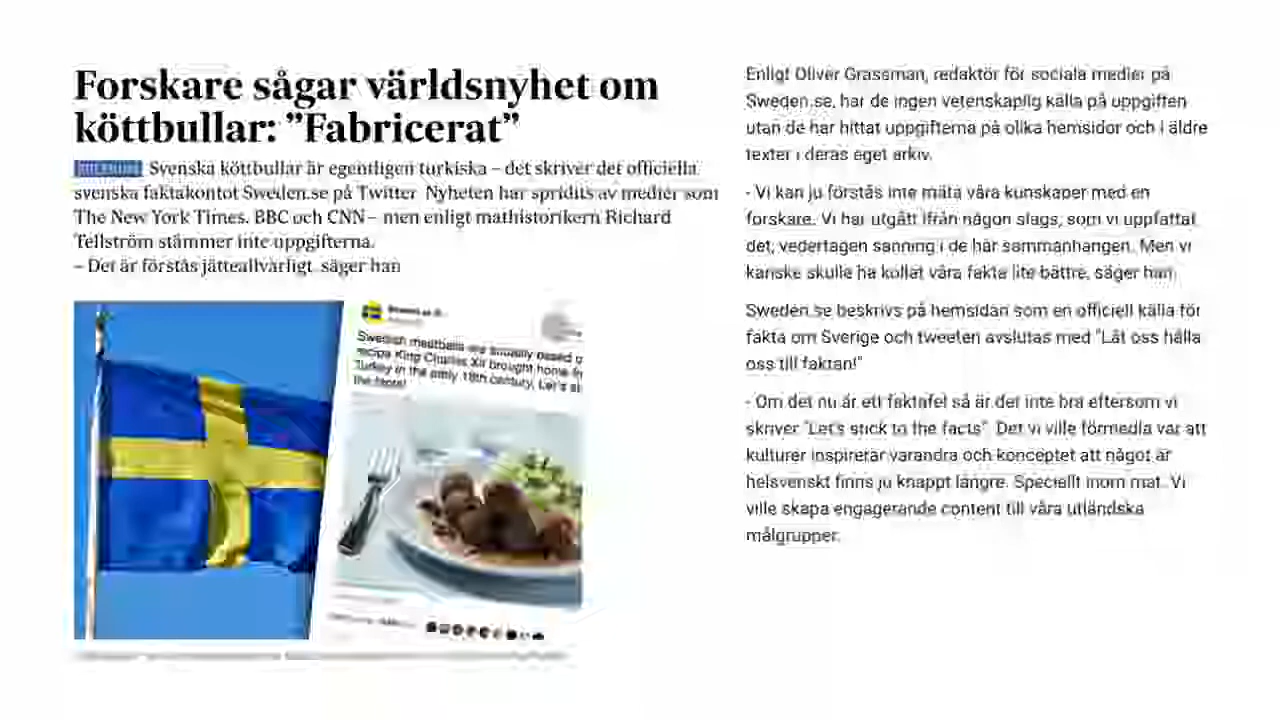 Forskare sågar världsnyhet om
köttbullar: ”Fabricerat”
Svenska köttbullar är egentligen turkiska – det skriver det officiella
svenska faktakontot Sweden.se på Twitter. Nyheten har spridits av medier som
The New York Times, BBC och CNN – men enligt mathistorikern Richard
Tellström stämmer inte uppgifterna.
– Det är förstås jätteallvarligt, säger han
Swedish meatballs are actually based o
recipe King Charles XII brought home fr
Turkey in the early 18th century. Let's st
the facts!
Enligt Oliver Grassman, redaktör för sociala medier på
Sweden.se, har de ingen vetenskaplig källa på uppgiften
utan de har hittat uppgifterna på olika hemsidor och i äldre
texter i deras eget arkiv.
- Vi kan ju förstås inte mäta våra kunskaper med en
forskare. Vi har utgått ifrån någon slags, som vi uppfattat
det, vedertagen sanning i de här sammanhangen. Men vi
kanske skulle ha kollat våra fakta lite bättre, säger han.
Sweden.se beskrivs på hemsidan som en officiell källa för
fakta om Sverige och tweeten avslutas med "Låt oss hålla
oss till faktan!"
- Om det nu är ett faktafel så är det inte bra eftersom vi
skriver "Let's stick to the facts". Det vi ville förmedla var att
kulturer inspirerar varandra och konceptet att något är
helsvenskt finns ju knappt längre. Speciellt inom mat. Vi
ville skapa engagerande content till våra utländska
målgrupper.